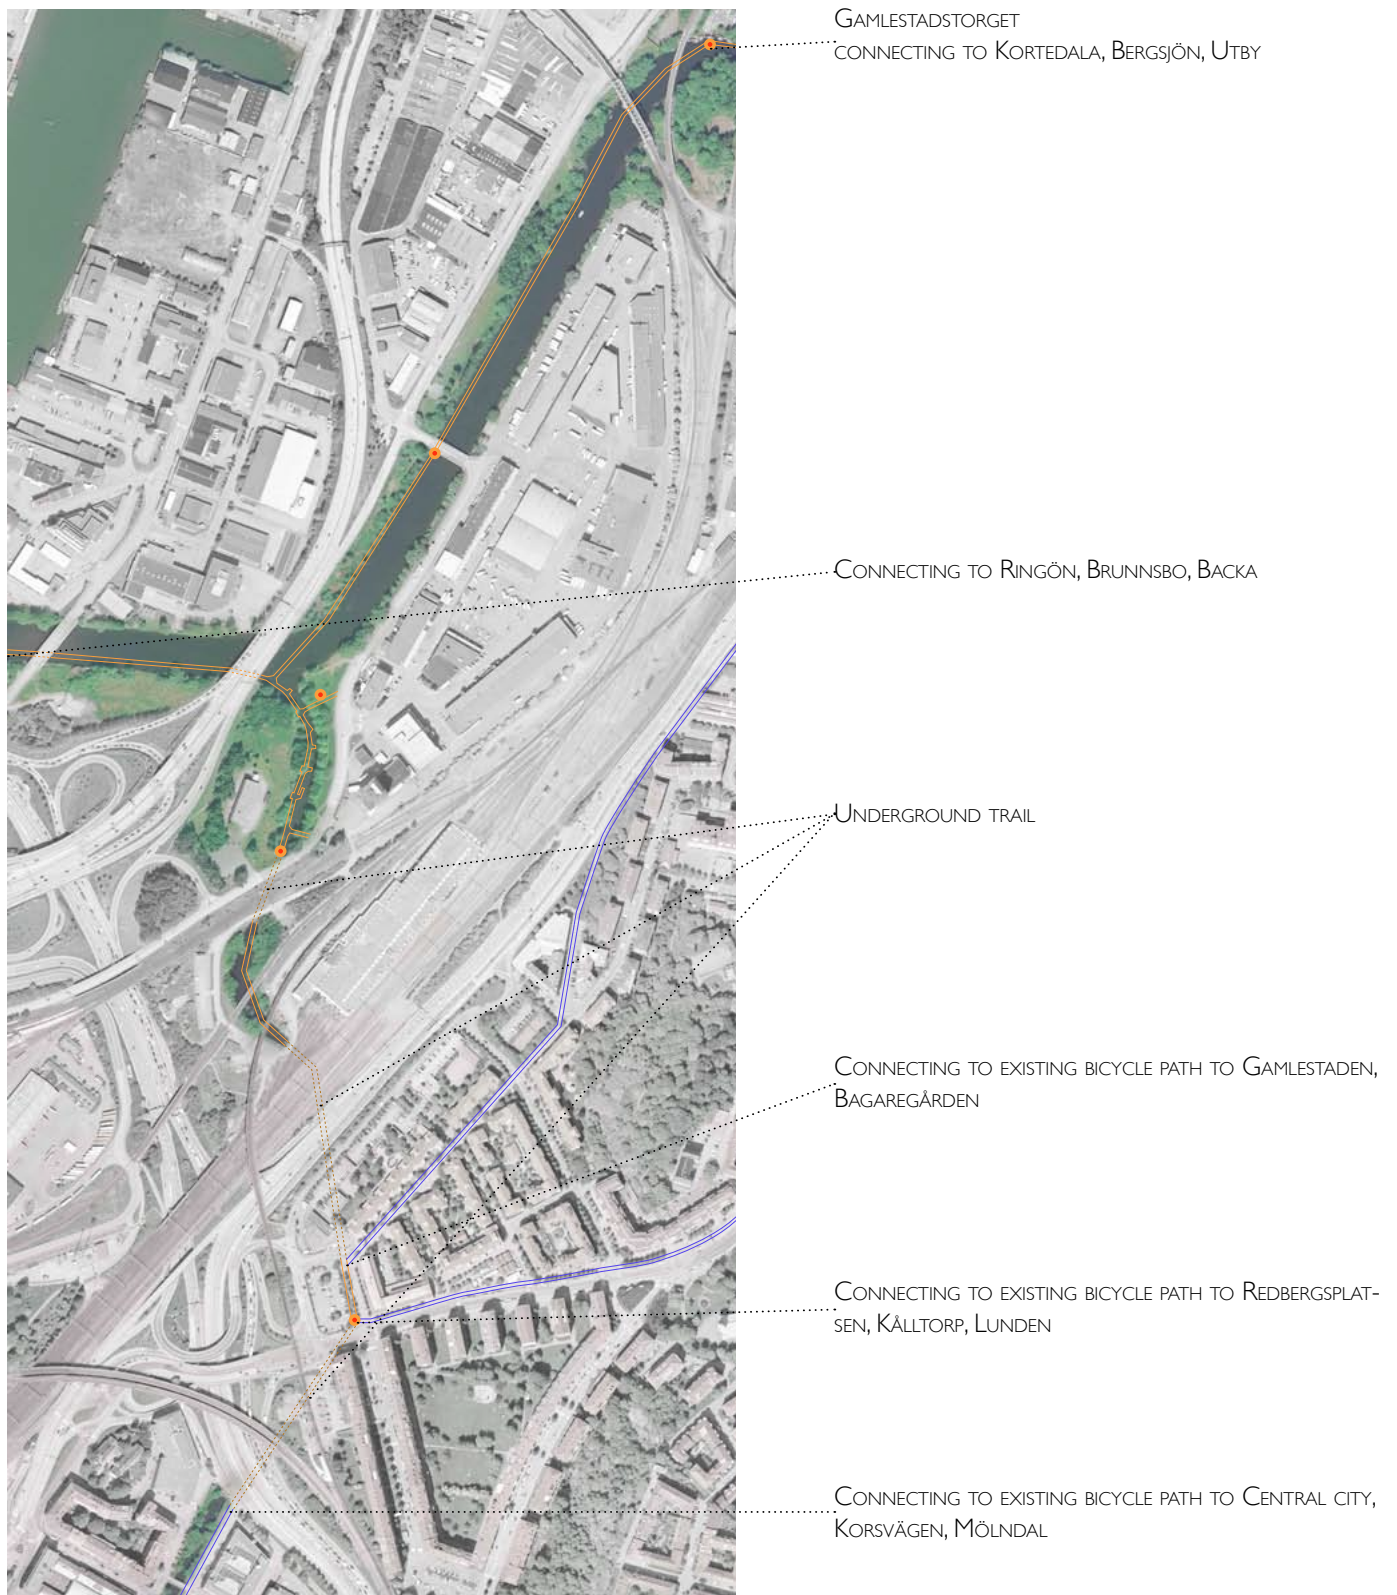 Gamlestadstorget
connecting to Kortedala, Bergsjön, Utby
Connecting to Ringön, Brunnsbo, Backa
Underground trail
Connecting to existing bicycle path to Gamlestaden,
Bagaregården
Connecting to existing bicycle path to Redbergsplat-
sen, Kålltorp, Lunden
Connecting to existing bicycle path to Central city,
Korsvägen, Mölndal